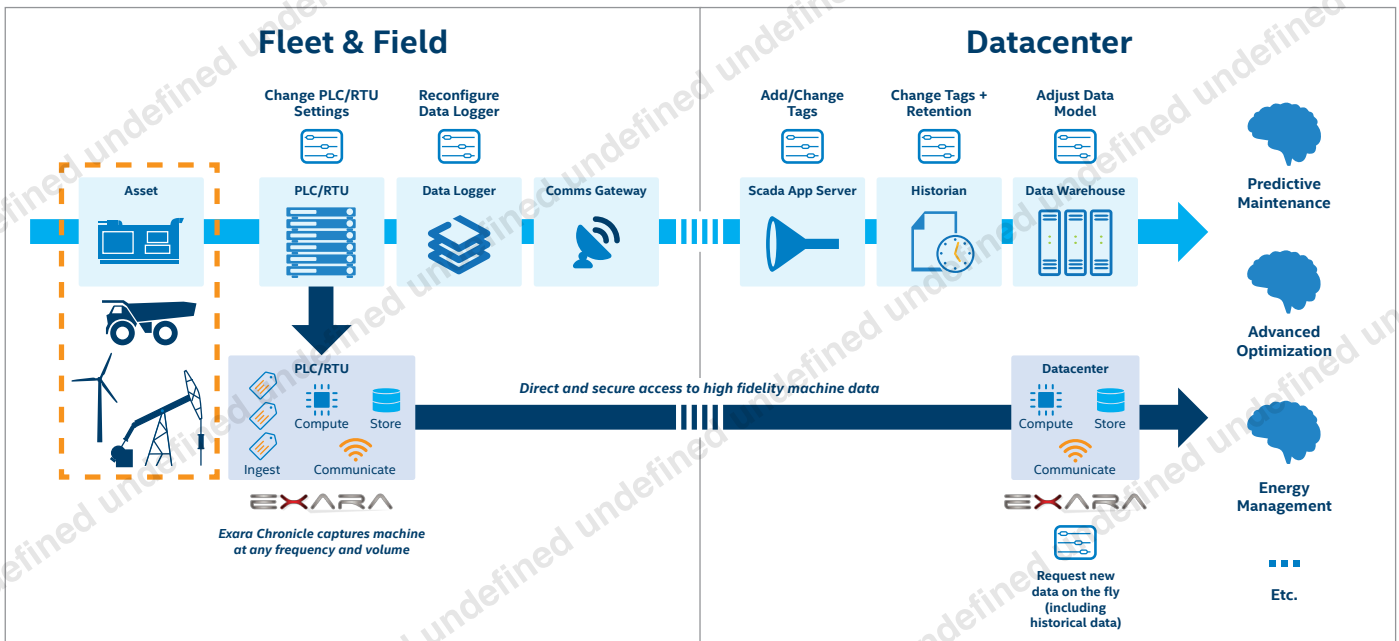 Fleet & Field
Datacenter
Change PLC/RTU
Settings
Reconfigure
Data Logger
Add/Change
Tags
Change Tags +
Retention
Adjust Data
Model
Asset
PLC/RTU
Data Logger
Comms Gateway
Scada App Server
Historian
Data Warehouse
Predictive
Maintenance
Advanced
Optimization
PLC/RTU
Ingest
Compute
Store
Communicate
Direct and secure access to high fidelity machine data
Datacenter
Compute
Store
Communicate
EXARA
Exara Chronicle captures machine
at any frequency and volume
EXARA
Request new
data on the fly
(including
historical data)
Energy
Management
Etc.
undefined undefined undefined undefined